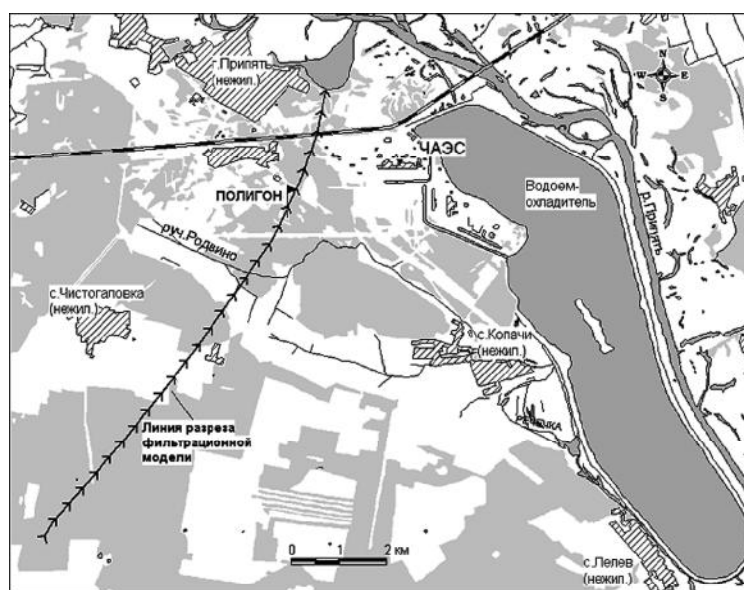 г.Припять
(нежил.)
N
W E
S
ЧАЭС
Водоем-
охладитель
ПОЛИГОН
р.Припять
руч.Родвино
с.Чистогаловка
(нежил.)
с.Копачи
(нежил.)
Линия разреза
фильтрационной
модели
РЕЧЕЧКА
0 1 2 км
с.Лелев
(нежил.)